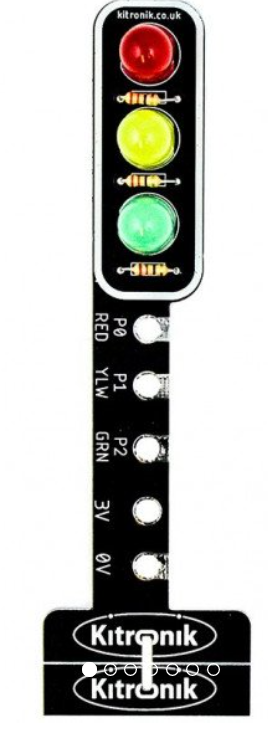 kitronik.co.uk
P0
RED
P1
YLW
P2
GRN
3V
0V
Kitronik
Kitronik